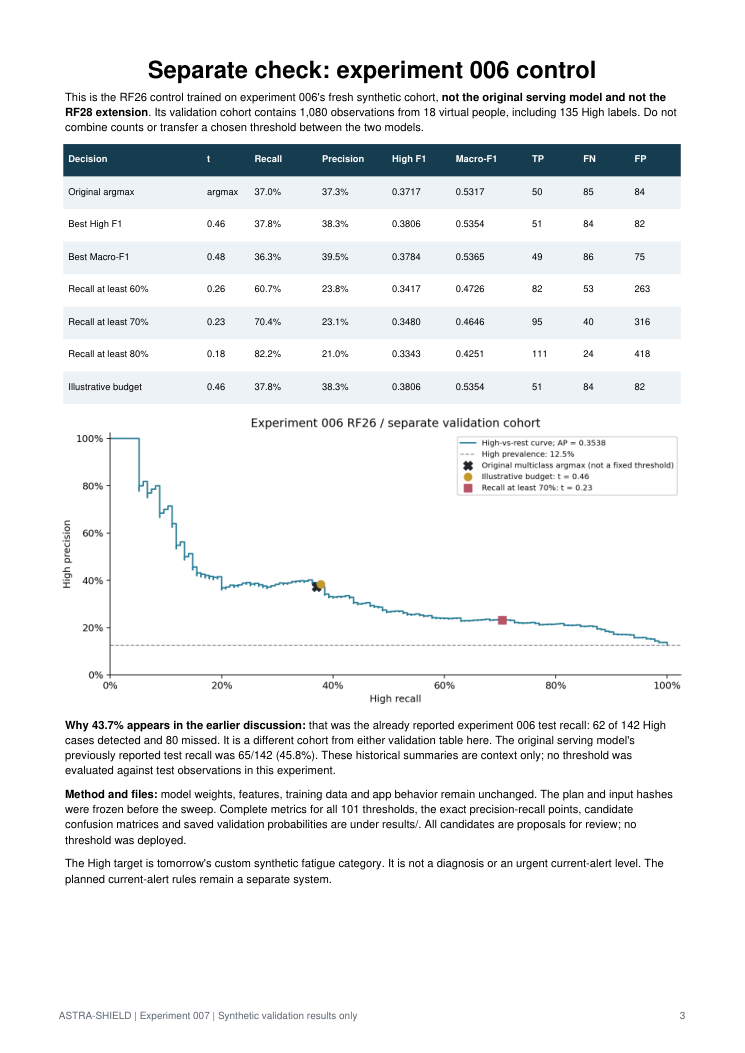 Separate check: experiment 006 control
This is the RF26 control trained on experiment 006's fresh synthetic cohort, not the original serving model and not the
RF28 extension. Its validation cohort contains 1,080 observations from 18 virtual people, including 135 High labels. Do not
combine counts or transfer a chosen threshold between the two models.
Decision t Recall Precision High F1 Macro-F1 TP FN FP
Original argmax argmax 37.0% 37.3% 0.3717 0.5317 50 85 84
Best High F1 0.46 37.8% 38.3% 0.3806 0.5354 51 84 82
Best Macro-F1 0.48 36.3% 39.5% 0.3784 0.5365 49 86 75
Recall at least 60% 0.26 60.7% 23.8% 0.3417 0.4726 82 53 263
Recall at least 70% 0.23 70.4% 23.1% 0.3480 0.4646 95 40 316
Recall at least 80% 0.18 82.2% 21.0% 0.3343 0.4251 111 24 418
Illustrative budget 0.46 37.8% 38.3% 0.3806 0.5354 51 84 82
Experiment 006 RF26 / separate validation cohort
High-vs-rest curve; AP = 0.3538
High prevalence: 12.5%
Original multiclass argmax (not a fixed threshold)
Illustrative budget: t = 0.46
Recall at least 70%: t = 0.23
High precision
100%
80%
60%
40%
20%
0%
0% 20% 40% 60% 80% 100%
High recall
Why 43.7% appears in the earlier discussion: that was the already reported experiment 006 test recall: 62 of 142 High
cases detected and 80 missed. It is a different cohort from either validation table here. The original serving model's
previously reported test recall was 65/142 (45.8%). These historical summaries are context only; no threshold was
evaluated against test observations in this experiment.
Method and files: model weights, features, training data and app behavior remain unchanged. The plan and input hashes
were frozen before the sweep. Complete metrics for all 101 thresholds, the exact precision-recall points, candidate
confusion matrices and saved validation probabilities are under results/. All candidates are proposals for review; no
threshold was deployed.
The High target is tomorrow's custom synthetic fatigue category. It is not a diagnosis or an urgent current-alert level. The
planned current-alert rules remain a separate system.
ASTRA-SHIELD | Experiment 007 | Synthetic validation results only 3